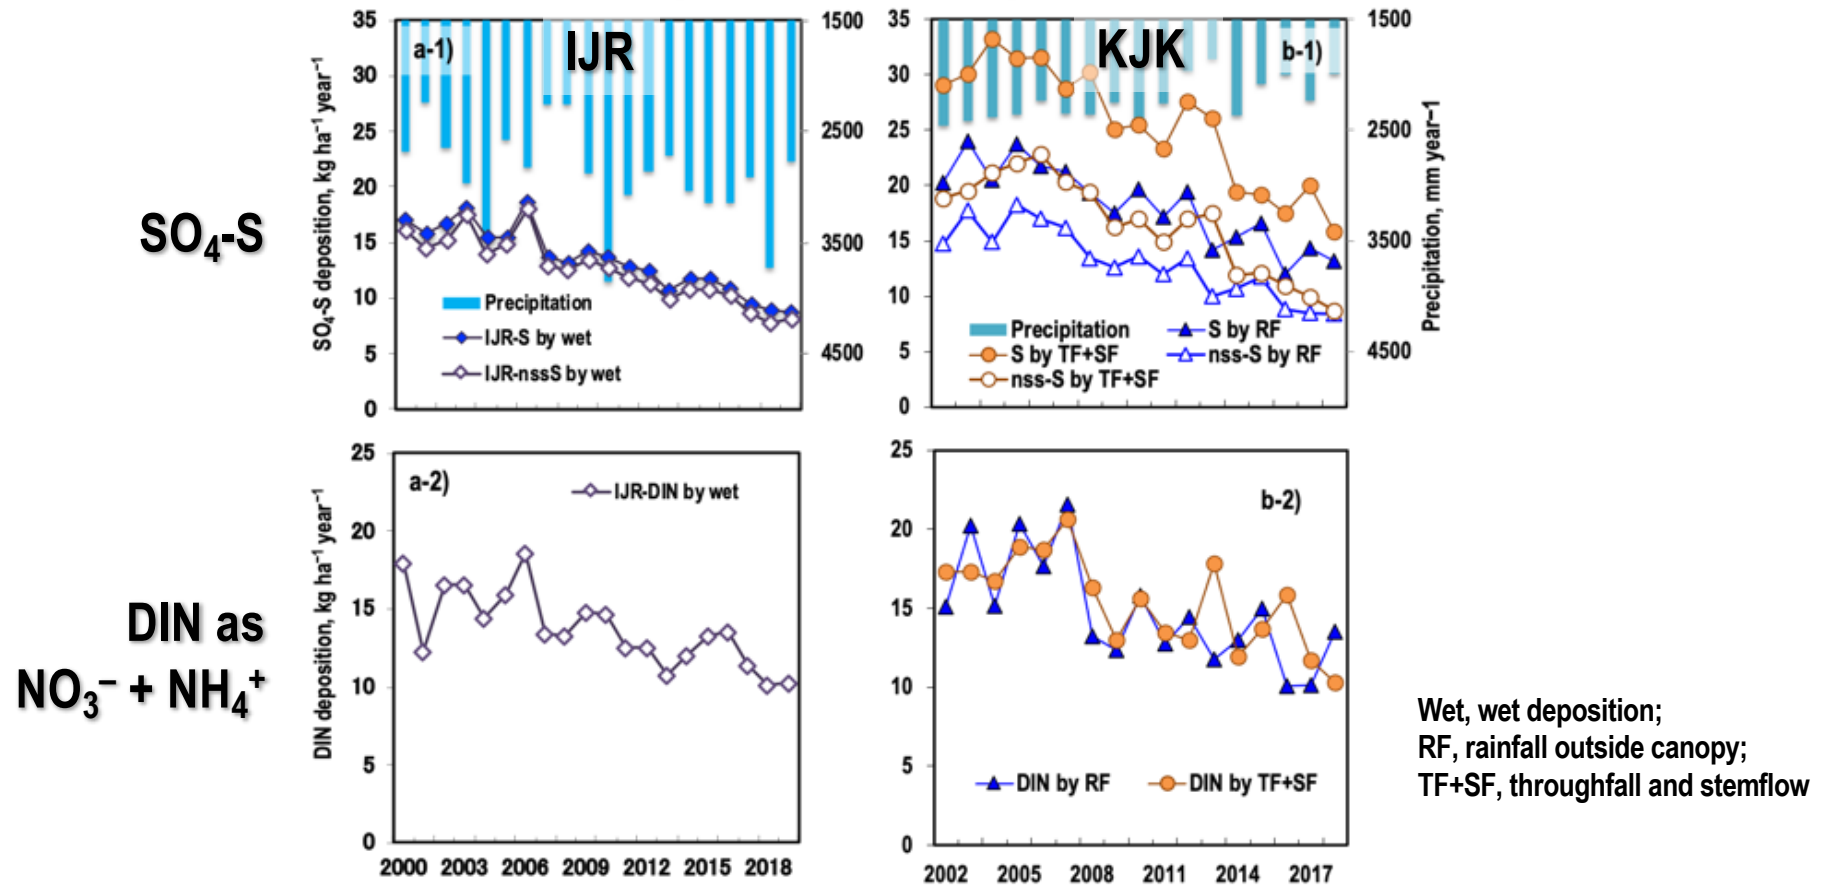 IJR
a-1)
SO₄-S deposition, kg ha⁻¹ year⁻¹
35
30
25
20
15
10
5
0
1500
2500
3500
4500
Precipitation
IJR-S by wet
IJR-nssS by wet
KJK
b-1)
35
30
25
20
15
10
5
0
1500
2500
3500
4500
Precipitation, mm year−1
Precipitation
S by RF
S by TF+SF
nss-S by RF
nss-S by TF+SF
SO₄-S
a-2)
IJR-DIN by wet
DIN deposition, kg ha⁻¹ year⁻¹
25
20
15
10
5
0
2000 2003 2006 2009 2012 2015 2018
b-2)
25
20
15
10
5
0
DIN by RF
DIN by TF+SF
2002 2005 2008 2011 2014 2017
DIN as
NO₃⁻ + NH₄⁺
Wet, wet deposition;
RF, rainfall outside canopy;
TF+SF, throughfall and stemflow